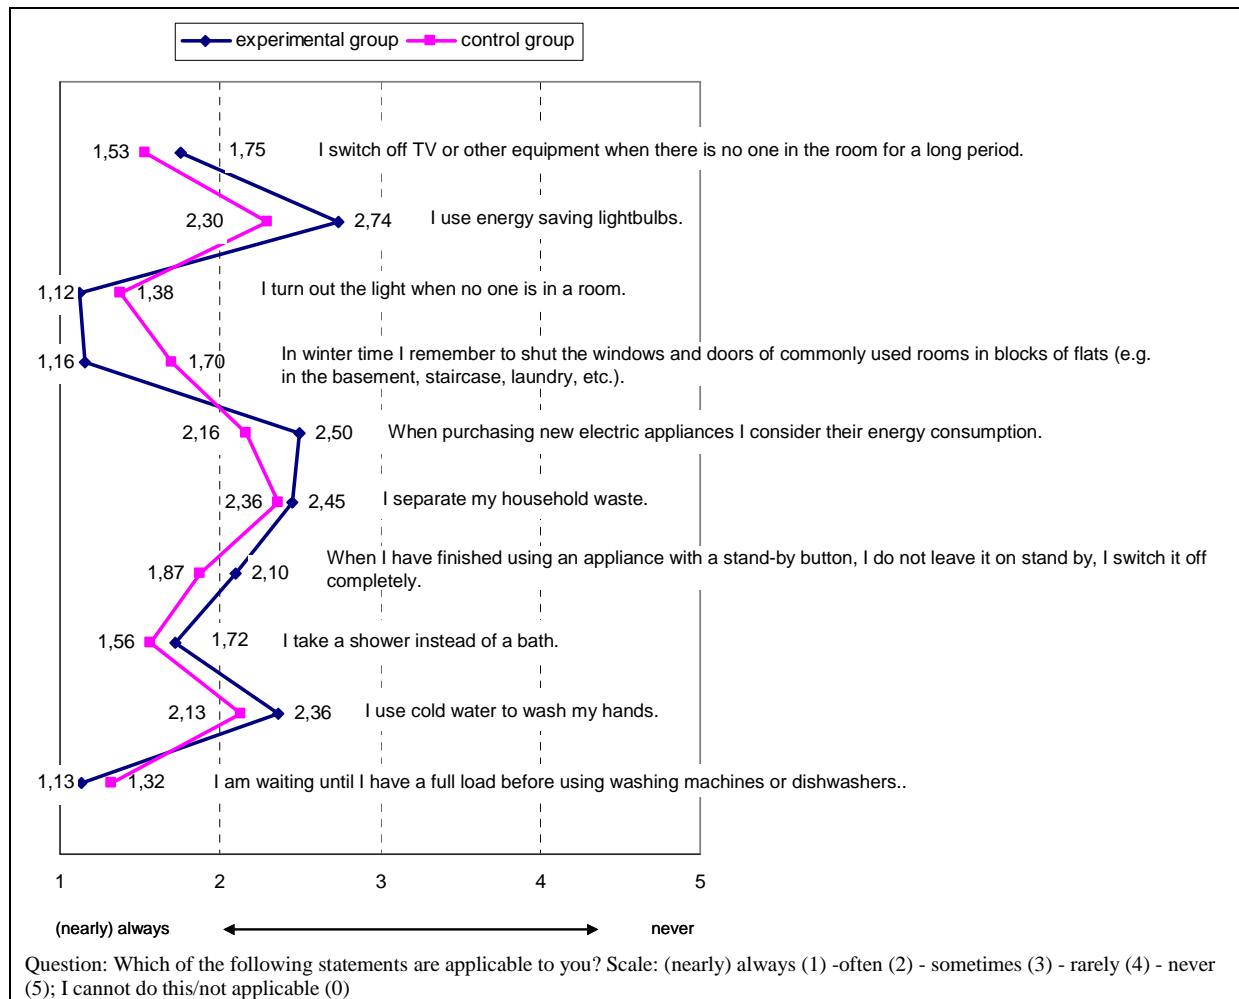 experimental group control group
1,53 1,75 I switch off TV or other equipment when there is no one in the room for a long period.
2,30 2,74 I use energy saving lightbulbs.
1,12 1,38 I turn out the light when no one is in a room.
1,16 1,70 In winter time I remember to shut the windows and doors of commonly used rooms in blocks of flats (e.g.
in the basement, staircase, laundry, etc.).
2,16 2,50 When purchasing new electric appliances I consider their energy consumption.
2,36 2,45 I separate my household waste.
When I have finished using an appliance with a stand-by button, I do not leave it on stand by, I switch it off
1,87 2,10 completely.
1,56 1,72 I take a shower instead of a bath.
2,13 2,36 I use cold water to wash my hands.
1,13 1,32 I am waiting until I have a full load before using washing machines or dishwashers..
1 2 3 4 5
(nearly) always never
Question: Which of the following statements are applicable to you? Scale: (nearly) always (1) -often (2) - sometimes (3) - rarely (4) - never
(5); I cannot do this/not applicable (0)